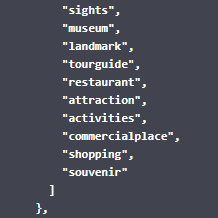 "sights",
"museum",
"landmark",
"tourguide",
"restaurant",
"attraction",
"activities",
"commercialplace",
"shopping",
"souvenir"
]
},